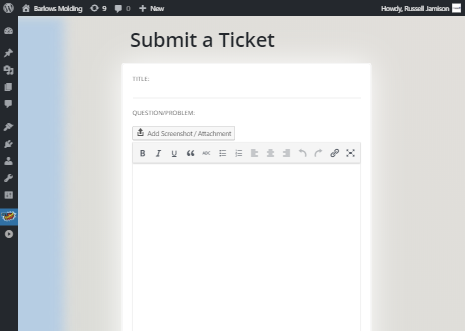 Barlows Molding 9 0 New Howdy, Russell Jamison
Submit a Ticket
TITLE:
QUESTION/PROBLEM:
Add Screenshot / Attachment
B I U ABC